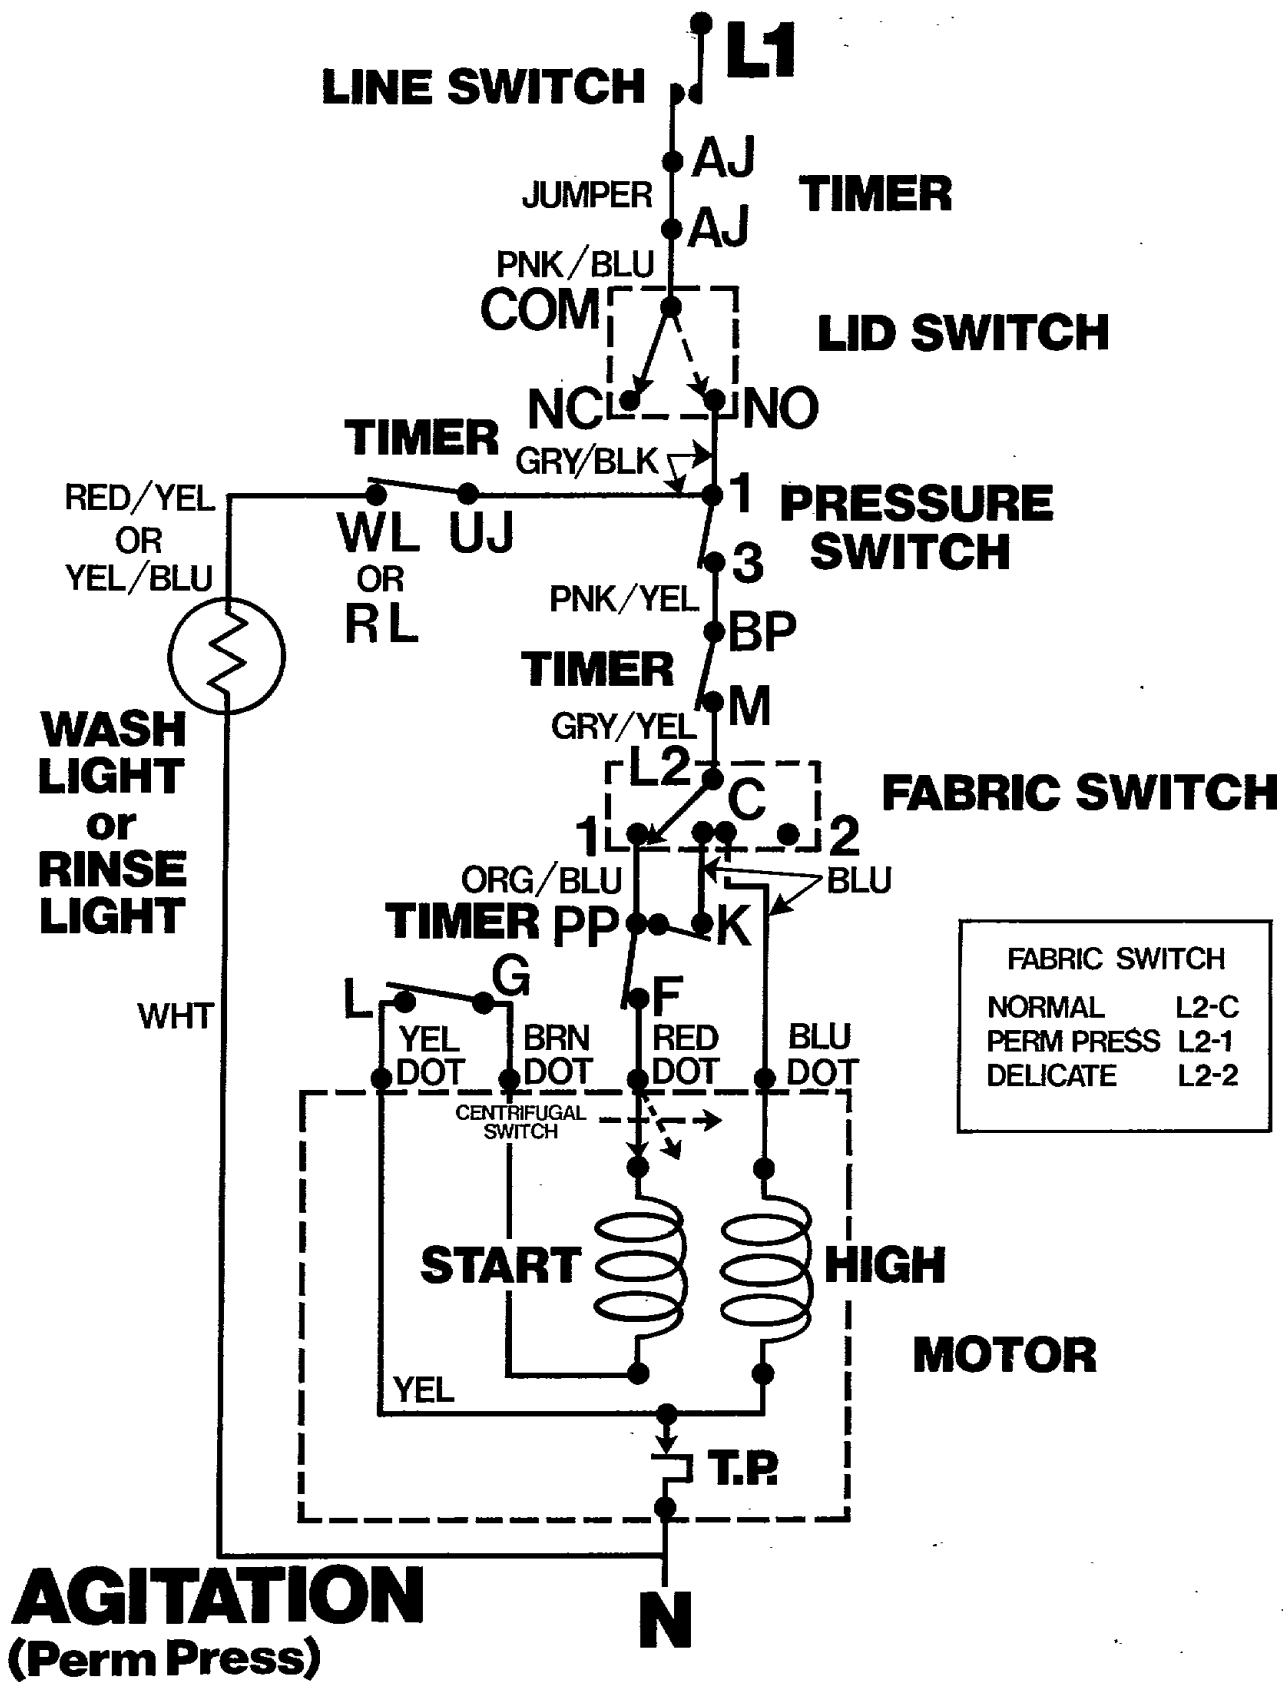 L1
LINE SWITCH
AJ
JUMPER
TIMER
AJ
PNK/BLU
COM
LID SWITCH
NC
NO
TIMER
GRY/BLK
1
RED/YEL
OR
YEL/BLU
WL UJ
OR
RL
PRESSURE
SWITCH
3
PNK/YEL
BP
TIMER
M
GRY/YEL
WASH
LIGHT
or
RINSE
LIGHT
L2
C
FABRIC SWITCH
1
2
ORG/BLU
BLU
TIMER PP
K
L
G
F
WHT
YEL
DOT
BRN
DOT
RED
DOT
BLU
DOT
FABRIC SWITCH
NORMAL L2-C
PERM PRESS L2-1
DELICATE L2-2
CENTRIFUGAL
SWITCH
START
HIGH
MOTOR
YEL
T.P.
AGITATION
(Perm Press)
N